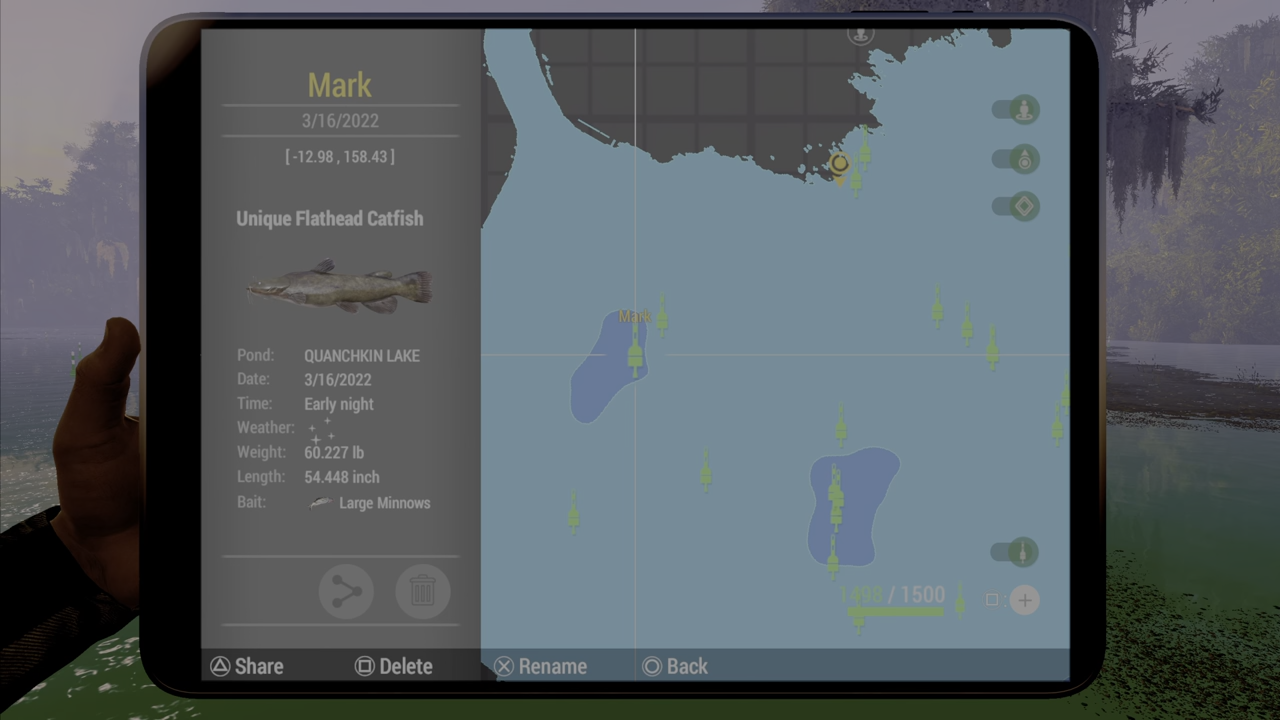 Mark
3/16/2022
[ -12.98 , 158.43 ]
Unique Flathead Catfish
Pond: QUANCHKIN LAKE
Date: 3/16/2022
Time: Early night
Weather:
Weight: 60.227 lb
Length: 54.448 inch
Bait: Large Minnows
Mark
1498 / 1500
Share Delete Rename Back